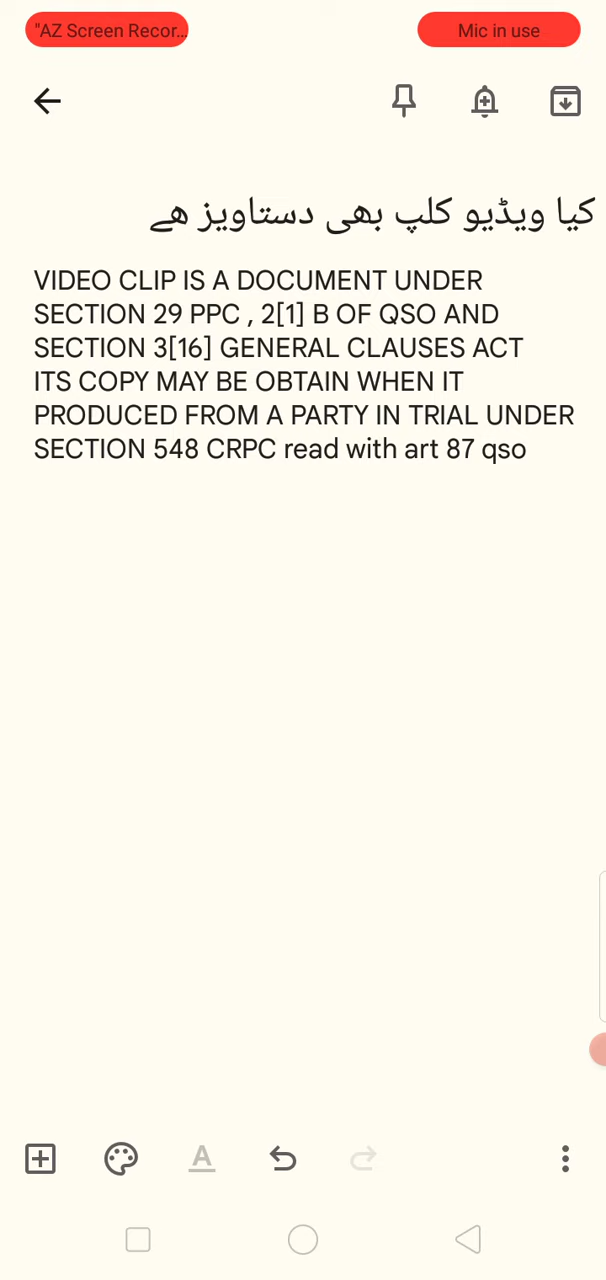 "AZ Screen Recor...
Mic in use
کیا ویڈیو کلپ بھی دستاویز ھے
VIDEO CLIP IS A DOCUMENT UNDER
SECTION 29 PPC , 2[1] B OF QSO AND
SECTION 3[16] GENERAL CLAUSES ACT
ITS COPY MAY BE OBTAIN WHEN IT
PRODUCED FROM A PARTY IN TRIAL UNDER
SECTION 548 CRPC read with art 87 qso
A